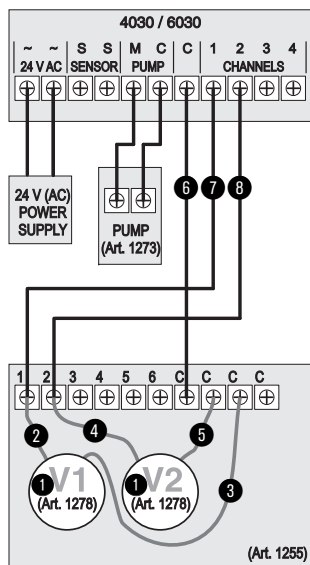 4030 / 6030
~ ~ S S M C C 1 2 3 4
24 V AC SENSOR PUMP CHANNELS
24 V (AC)
POWER
SUPPLY
PUMP
(Art. 1273)
6 7 8
1 2 3 4 5 6 C C C C
2 4 5
1 V1
(Art. 1278)
1 V2
(Art. 1278)
3
(Art. 1255)